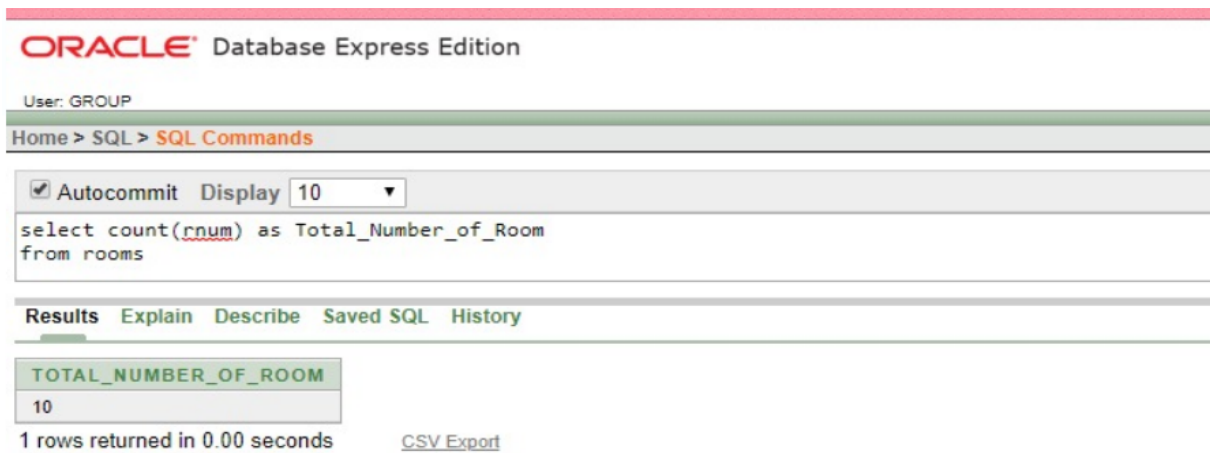 ORACLE® Database Express Edition
User: GROUP
Home > SQL > SQL Commands
Autocommit Display 10
select count(rnum) as Total_Number_of_Room
from rooms
Results Explain Describe Saved SQL History
TOTAL_NUMBER_OF_ROOM
10
1 rows returned in 0.00 seconds CSV Export